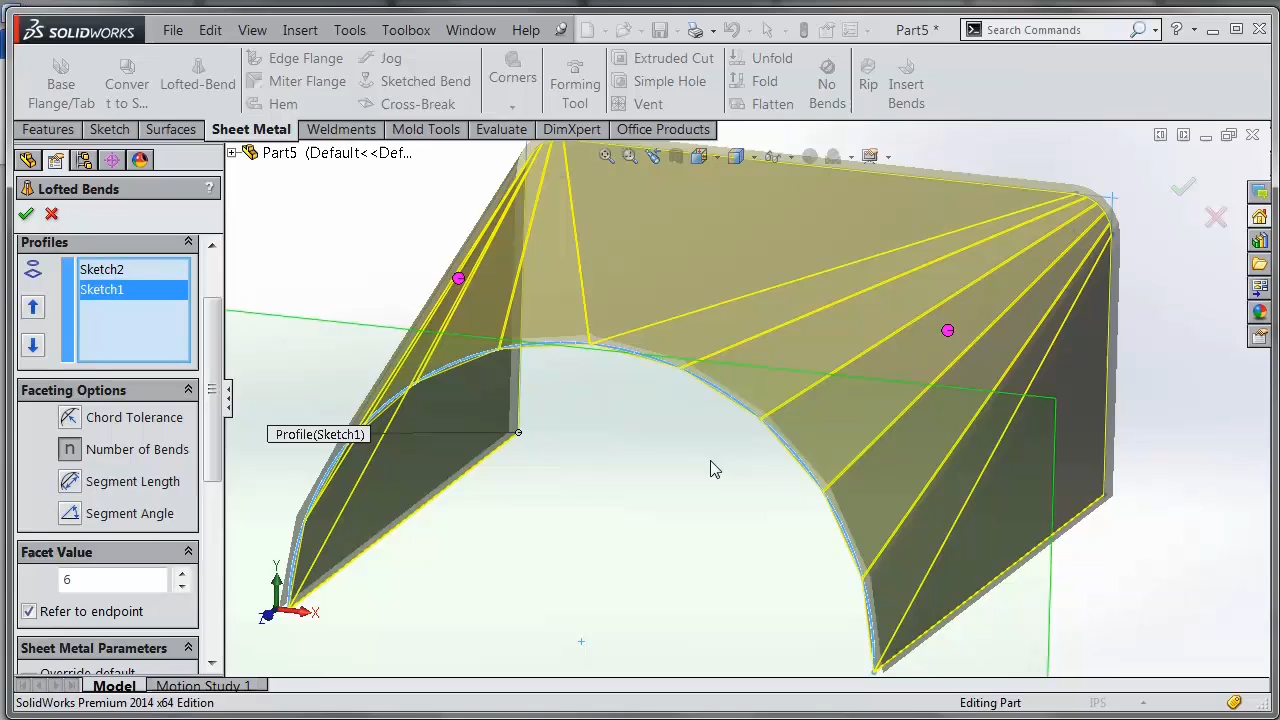 SOLIDWORKS File Edit View Insert Tools Toolbox Window Help Part5 * Search Commands ?
Base Flange/Tab
Conver t to S...
Lofted-Bend
Edge Flange
Miter Flange
Hem
Jog
Sketched Bend
Cross-Break
Corners
Forming Tool
Extruded Cut
Simple Hole
Vent
Unfold
Fold
Flatten
No Bends
Rip
Insert Bends
Features Sketch Surfaces Sheet Metal Weldments Mold Tools Evaluate DimXpert Office Products
Part5 (Default<<Def...
Lofted Bends ?
Profiles
Sketch2
Sketch1
Faceting Options
Chord Tolerance
n Number of Bends
Segment Length
Segment Angle
Facet Value
6
Refer to endpoint
Sheet Metal Parameters
Override default
Profile(Sketch1)
Y
X
Z
Model Motion Study 1
SolidWorks Premium 2014 x64 Edition Editing Part IPS